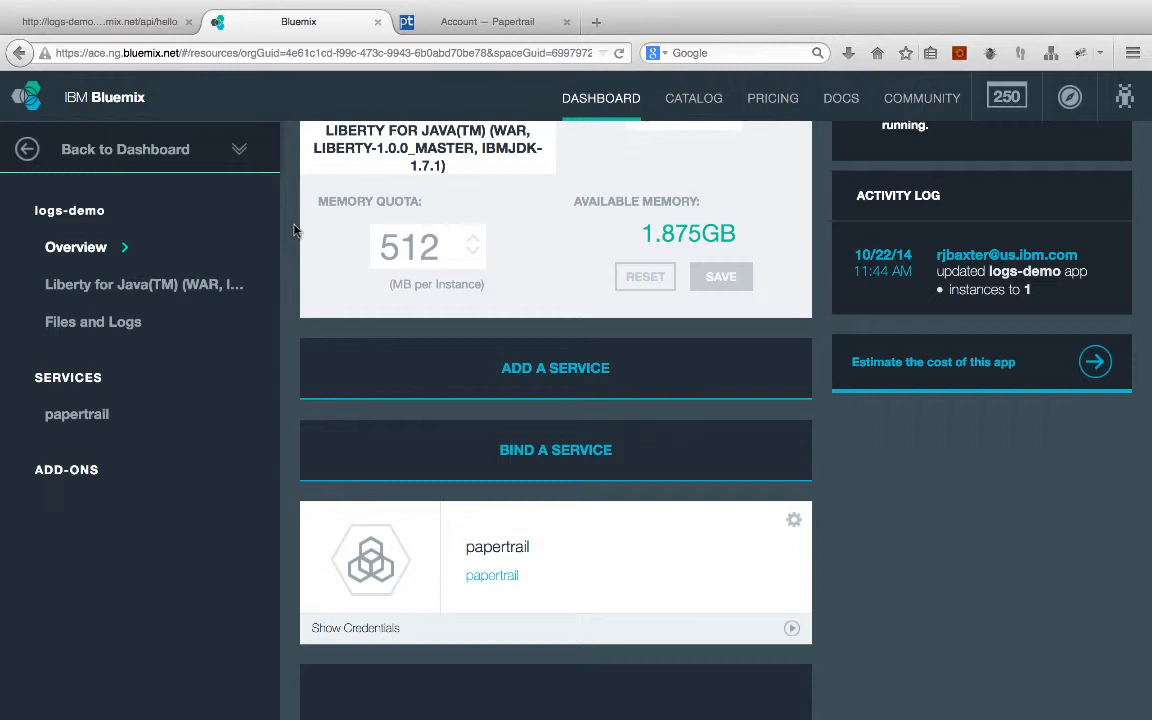 http://logs-demo....mix.net/api/hello
Bluemix
pt
Account — Papertrail
https://ace.ng.bluemix.net/#/resources/orgGuid=4e61c1cd-f99c-473c-9943-6b0abd70be78&spaceGuid=6997972
Google
IBM Bluemix
DASHBOARD
CATALOG
PRICING
DOCS
COMMUNITY
250
Back to Dashboard
logs-demo
Overview
Liberty for Java(TM) (WAR, l...
Files and Logs
SERVICES
papertrail
ADD-ONS
LIBERTY FOR JAVA(TM) (WAR,
LIBERTY-1.0.0_MASTER, IBMJDK-
1.7.1)
MEMORY QUOTA:
512
(MB per Instance)
AVAILABLE MEMORY:
1.875GB
RESET
SAVE
ADD A SERVICE
BIND A SERVICE
papertrail
papertrail
Show Credentials
running.
ACTIVITY LOG
10/22/14
11:44 AM
rjbaxter@us.ibm.com
updated logs-demo app
• instances to 1
Estimate the cost of this app